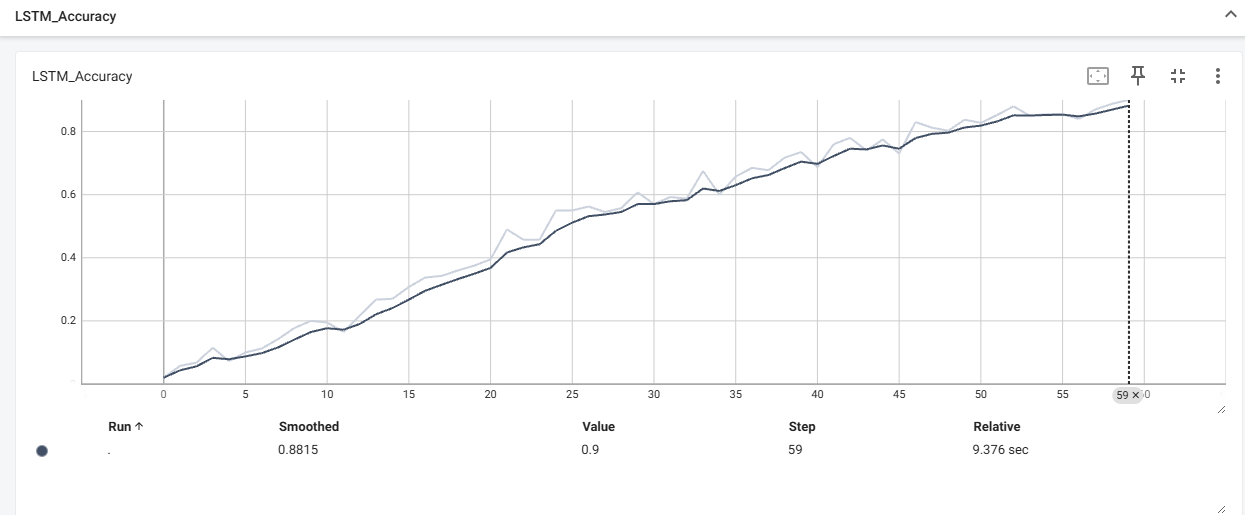 LSTM_Accuracy
LSTM_Accuracy
0.8
0.6
0.4
0.2
0 5 10 15 20 25 30 35 40 45 50 55 59 ×
Run ↑ Smoothed Value Step Relative
. 0.8815 0.9 59 9.376 sec